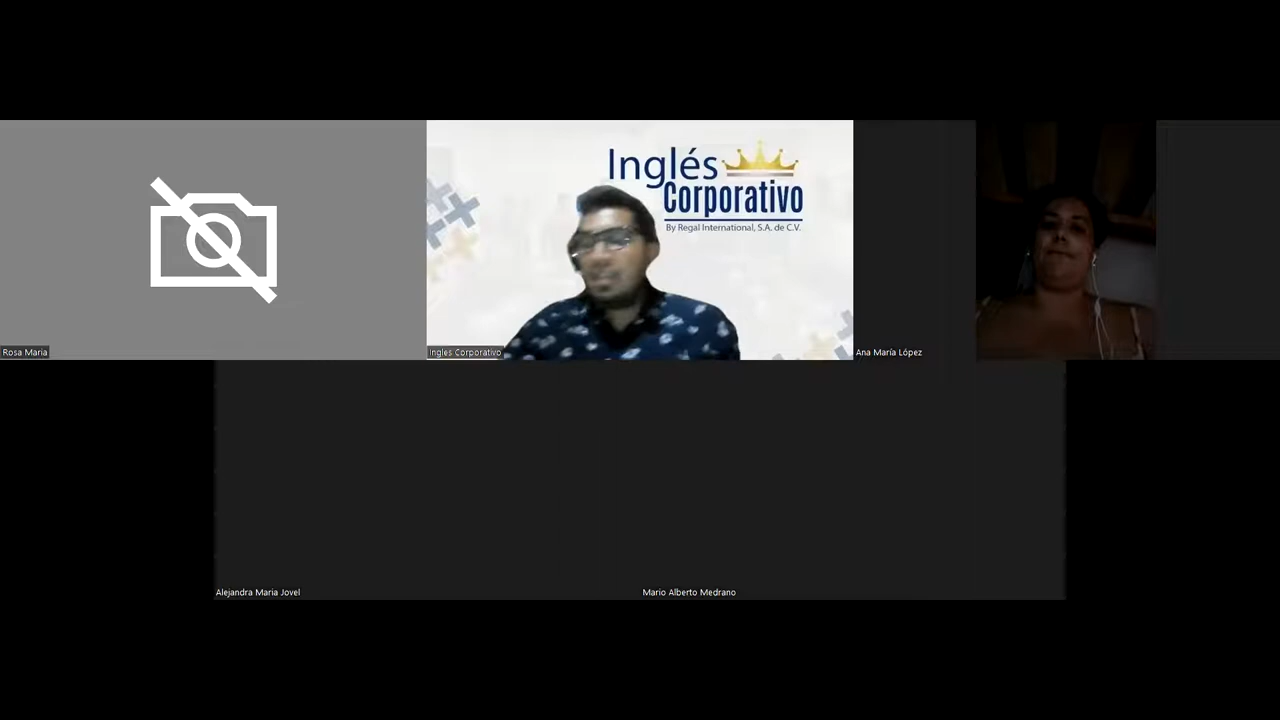 Inglés
Corporativo
By Regal International, S.A. de C.V.
Rosa Maria
Ingles Corporativo
Ana María López
Alejandra Maria Jovel
Mario Alberto Medrano